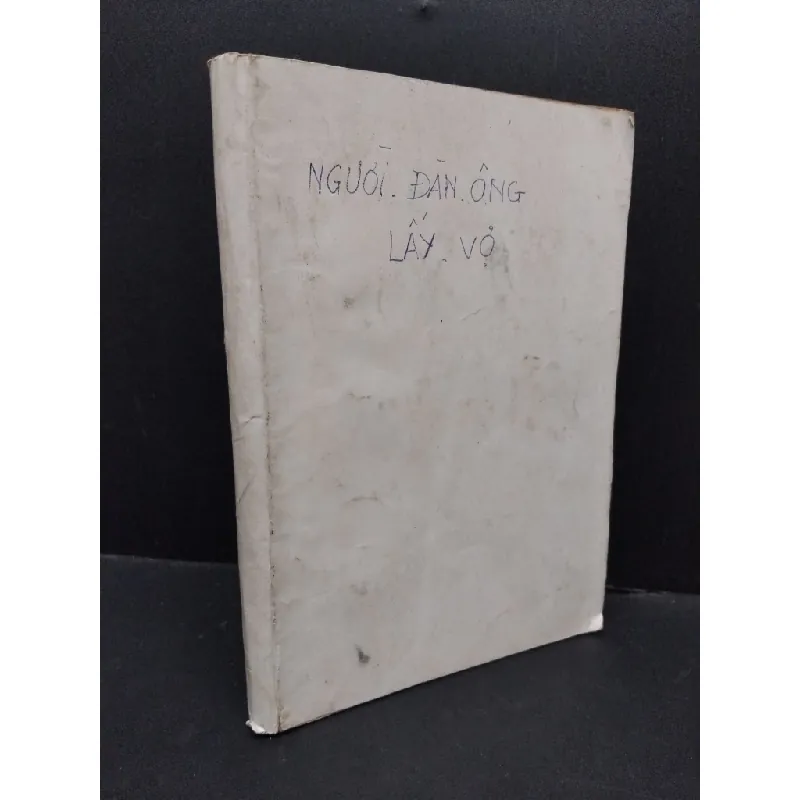 NGƯỜI. ĐÀN. ÔNG
LẤY. VỢ